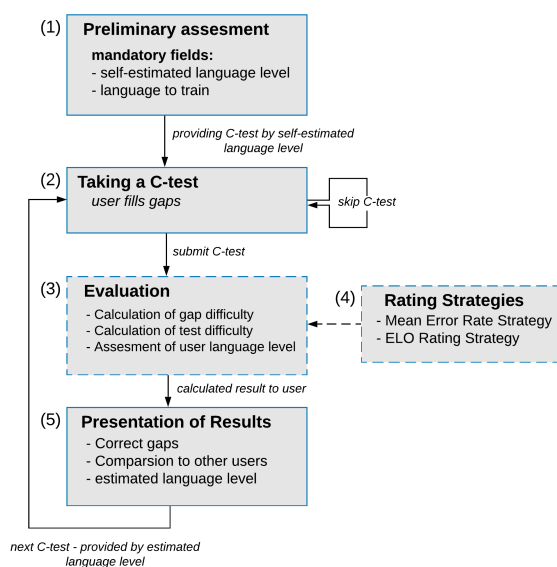 (1)
Preliminary assesment
mandatory fields:
- self-estimated language level
- language to train
providing C-test by self-estimated
language level
(2)
Taking a C-test
user fills gaps
skip C-test
submit C-test
(3)
Evaluation
- Calculation of gap difficulty
- Calculation of test difficulty
- Assesment of user language level
(4)
Rating Strategies
- Mean Error Rate Strategy
- ELO Rating Strategy
calculated result to user
(5)
Presentation of Results
- Correct gaps
- Comparsion to other users
- estimated language level
next C-test - provided by estimated
language level